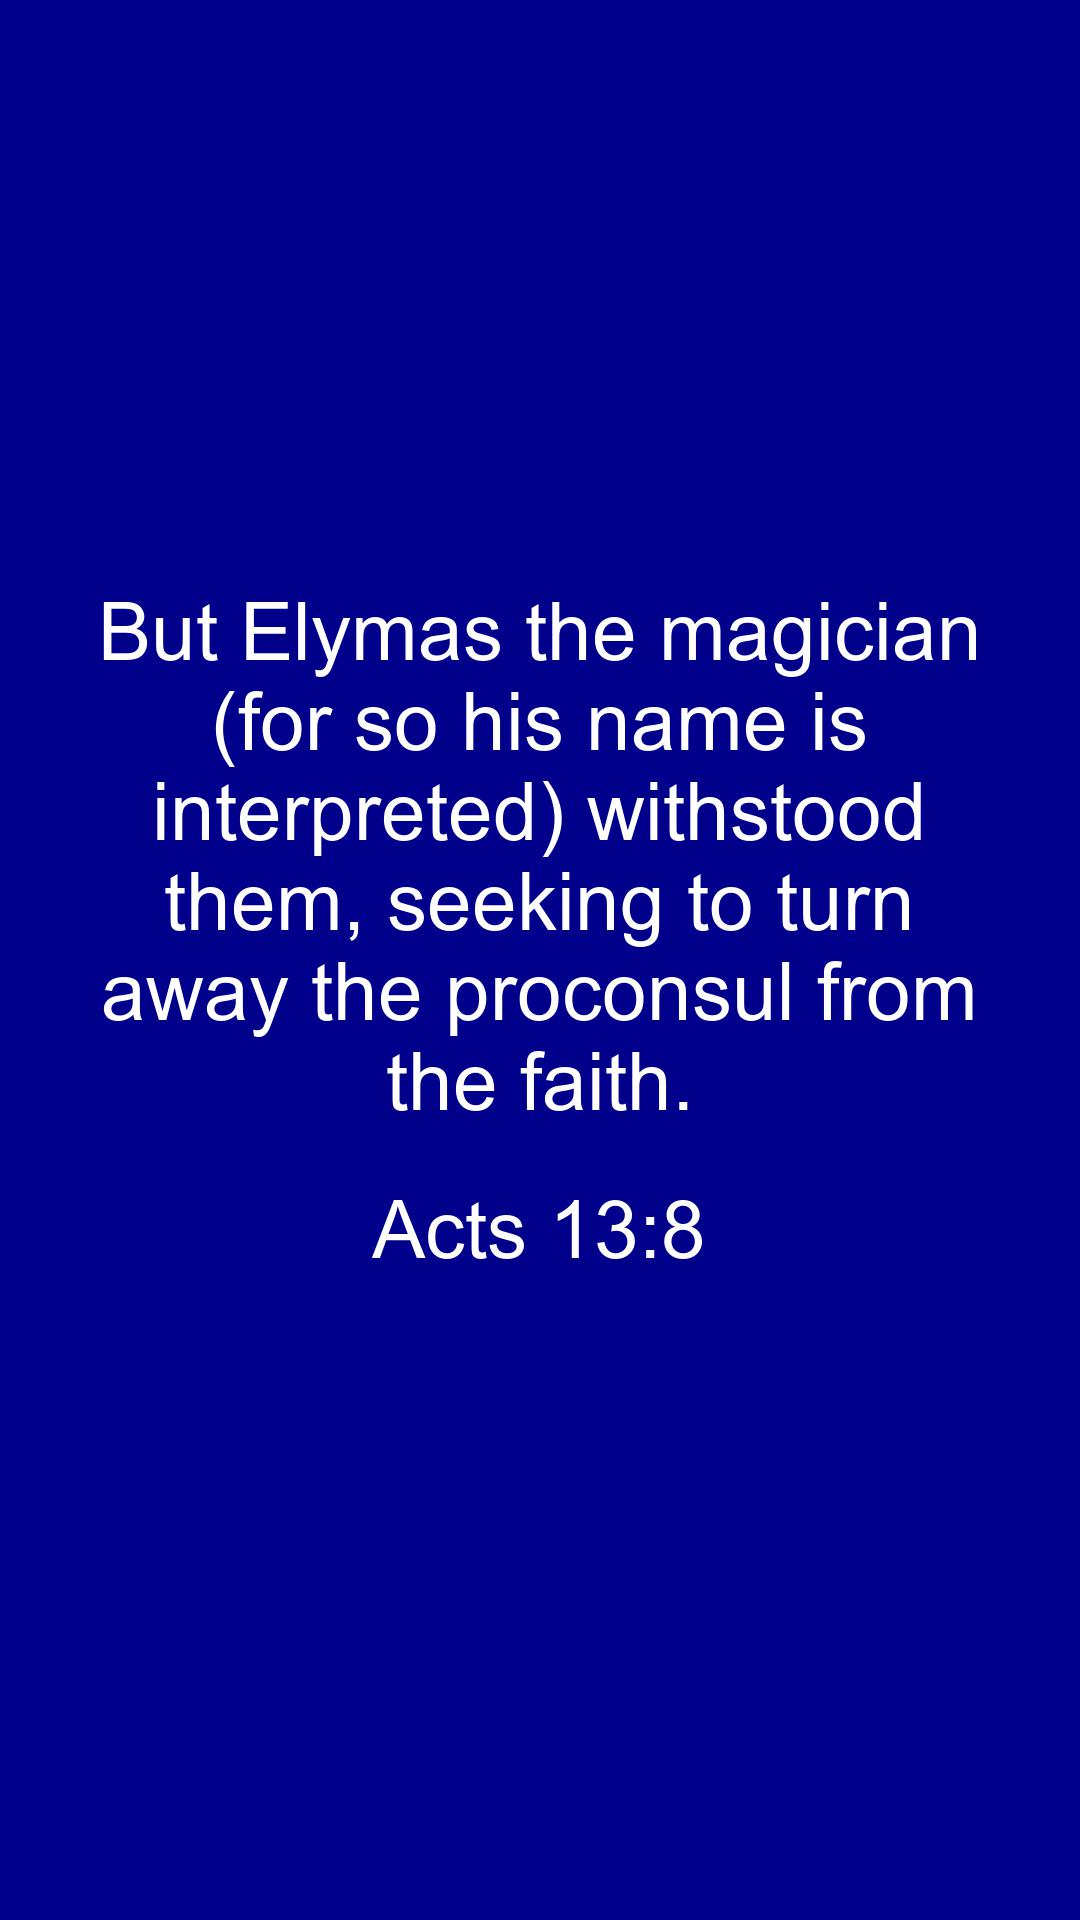 But Elymas the magician
(for so his name is
interpreted) withstood
them, seeking to turn
away the proconsul from
the faith.
Acts 13:8